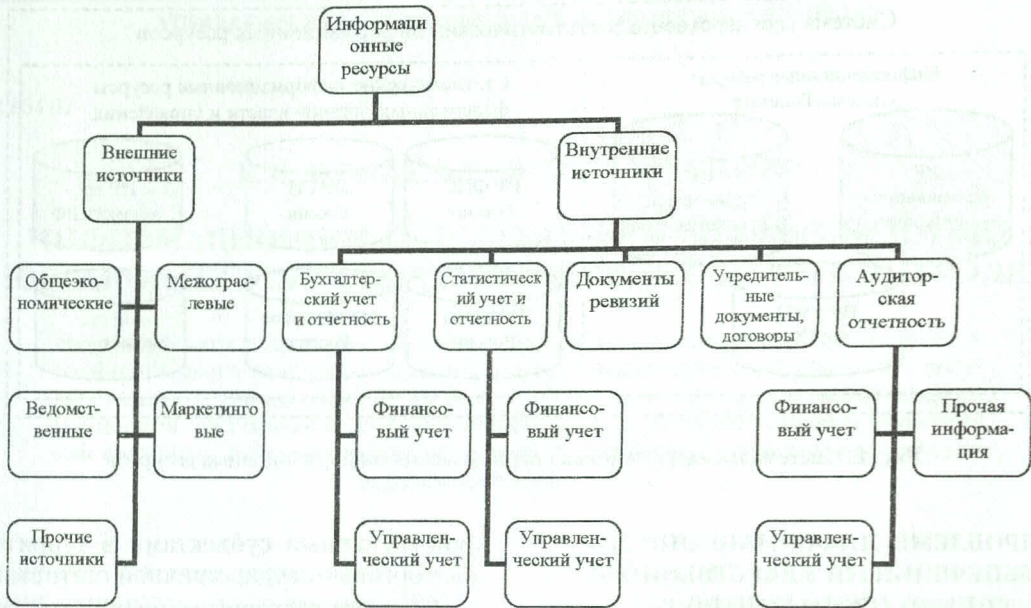 Информаци
онные
ресурсы
Внешние
источники
Внутренние
источники
Общеэко-
номические
Межотрас-
левые
Бухгалтер-
ский учет
и отчетность
Статистическ
ий учет и
отчетность
Документы
ревизий
Учредитель-
ные
документы,
договоры
Аудитор-
ская
отчетность
Ведомст-
венные
Маркетинго
вые
Финансо-
вый учет
Финансо-
вый учет
Финансо-
вый учет
Прочая
информа-
ция
Прочие
источники
Управлен-
ческий учет
Управлен-
ческий учет
Управлен-
ческий учет